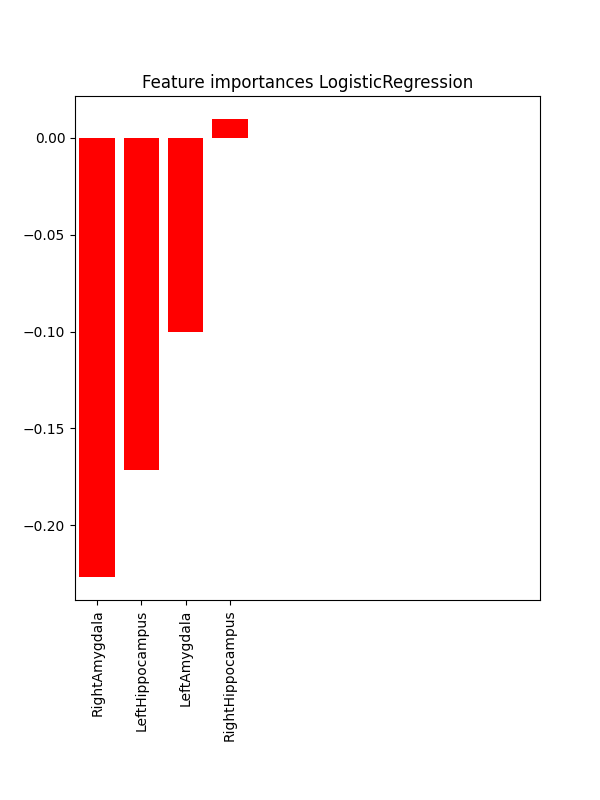 Feature importances LogisticRegression
0.00
−0.05
−0.10
−0.15
−0.20
RightAmygdala
LeftHippocampus
LeftAmygdala
RightHippocampus